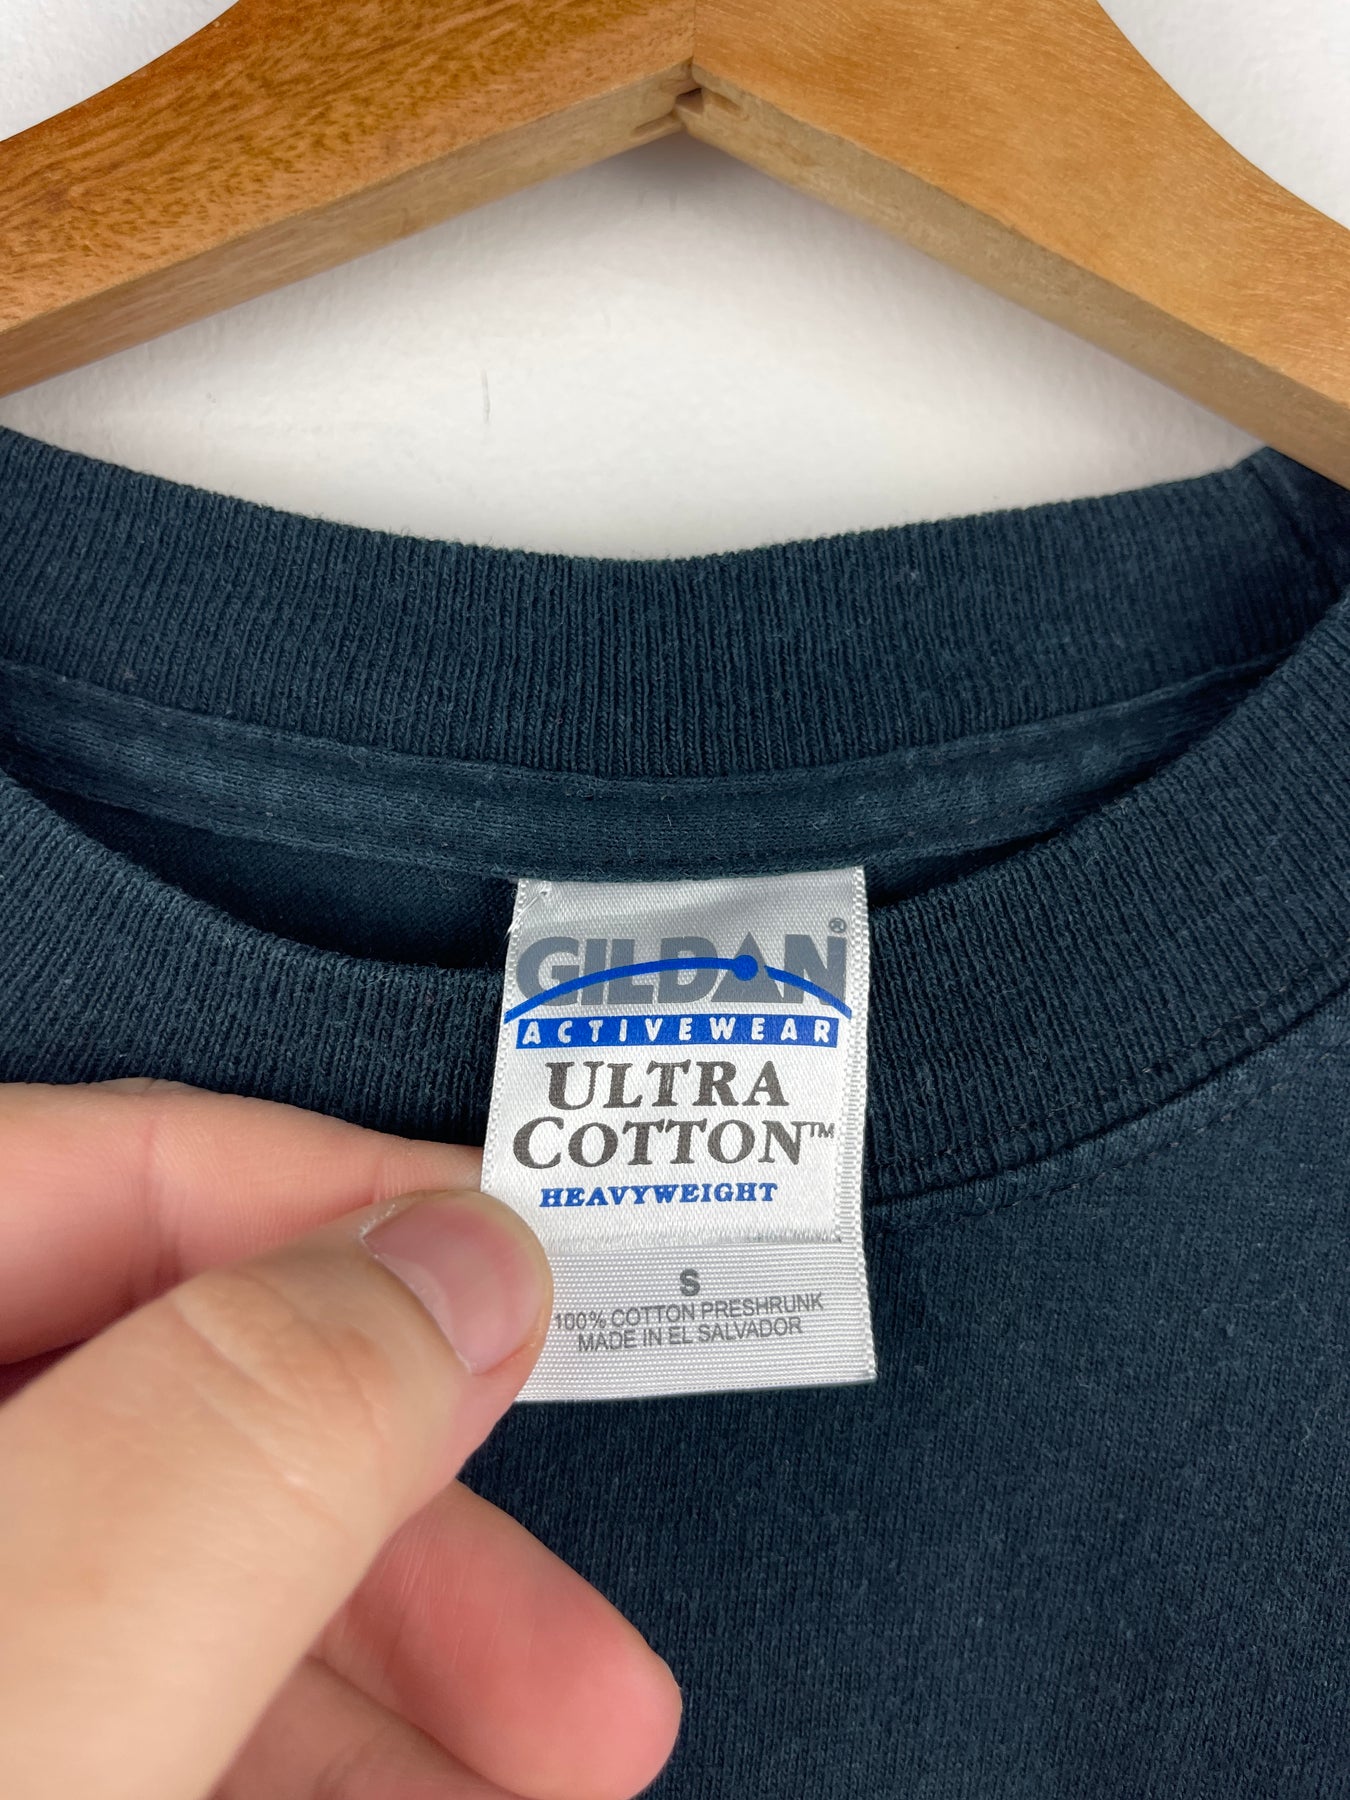 GILDAN®
ACTIVEWEAR
ULTRA
COTTON™
HEAVYWEIGHT
S
100% COTTON PRESHRUNK
MADE IN EL SALVADOR